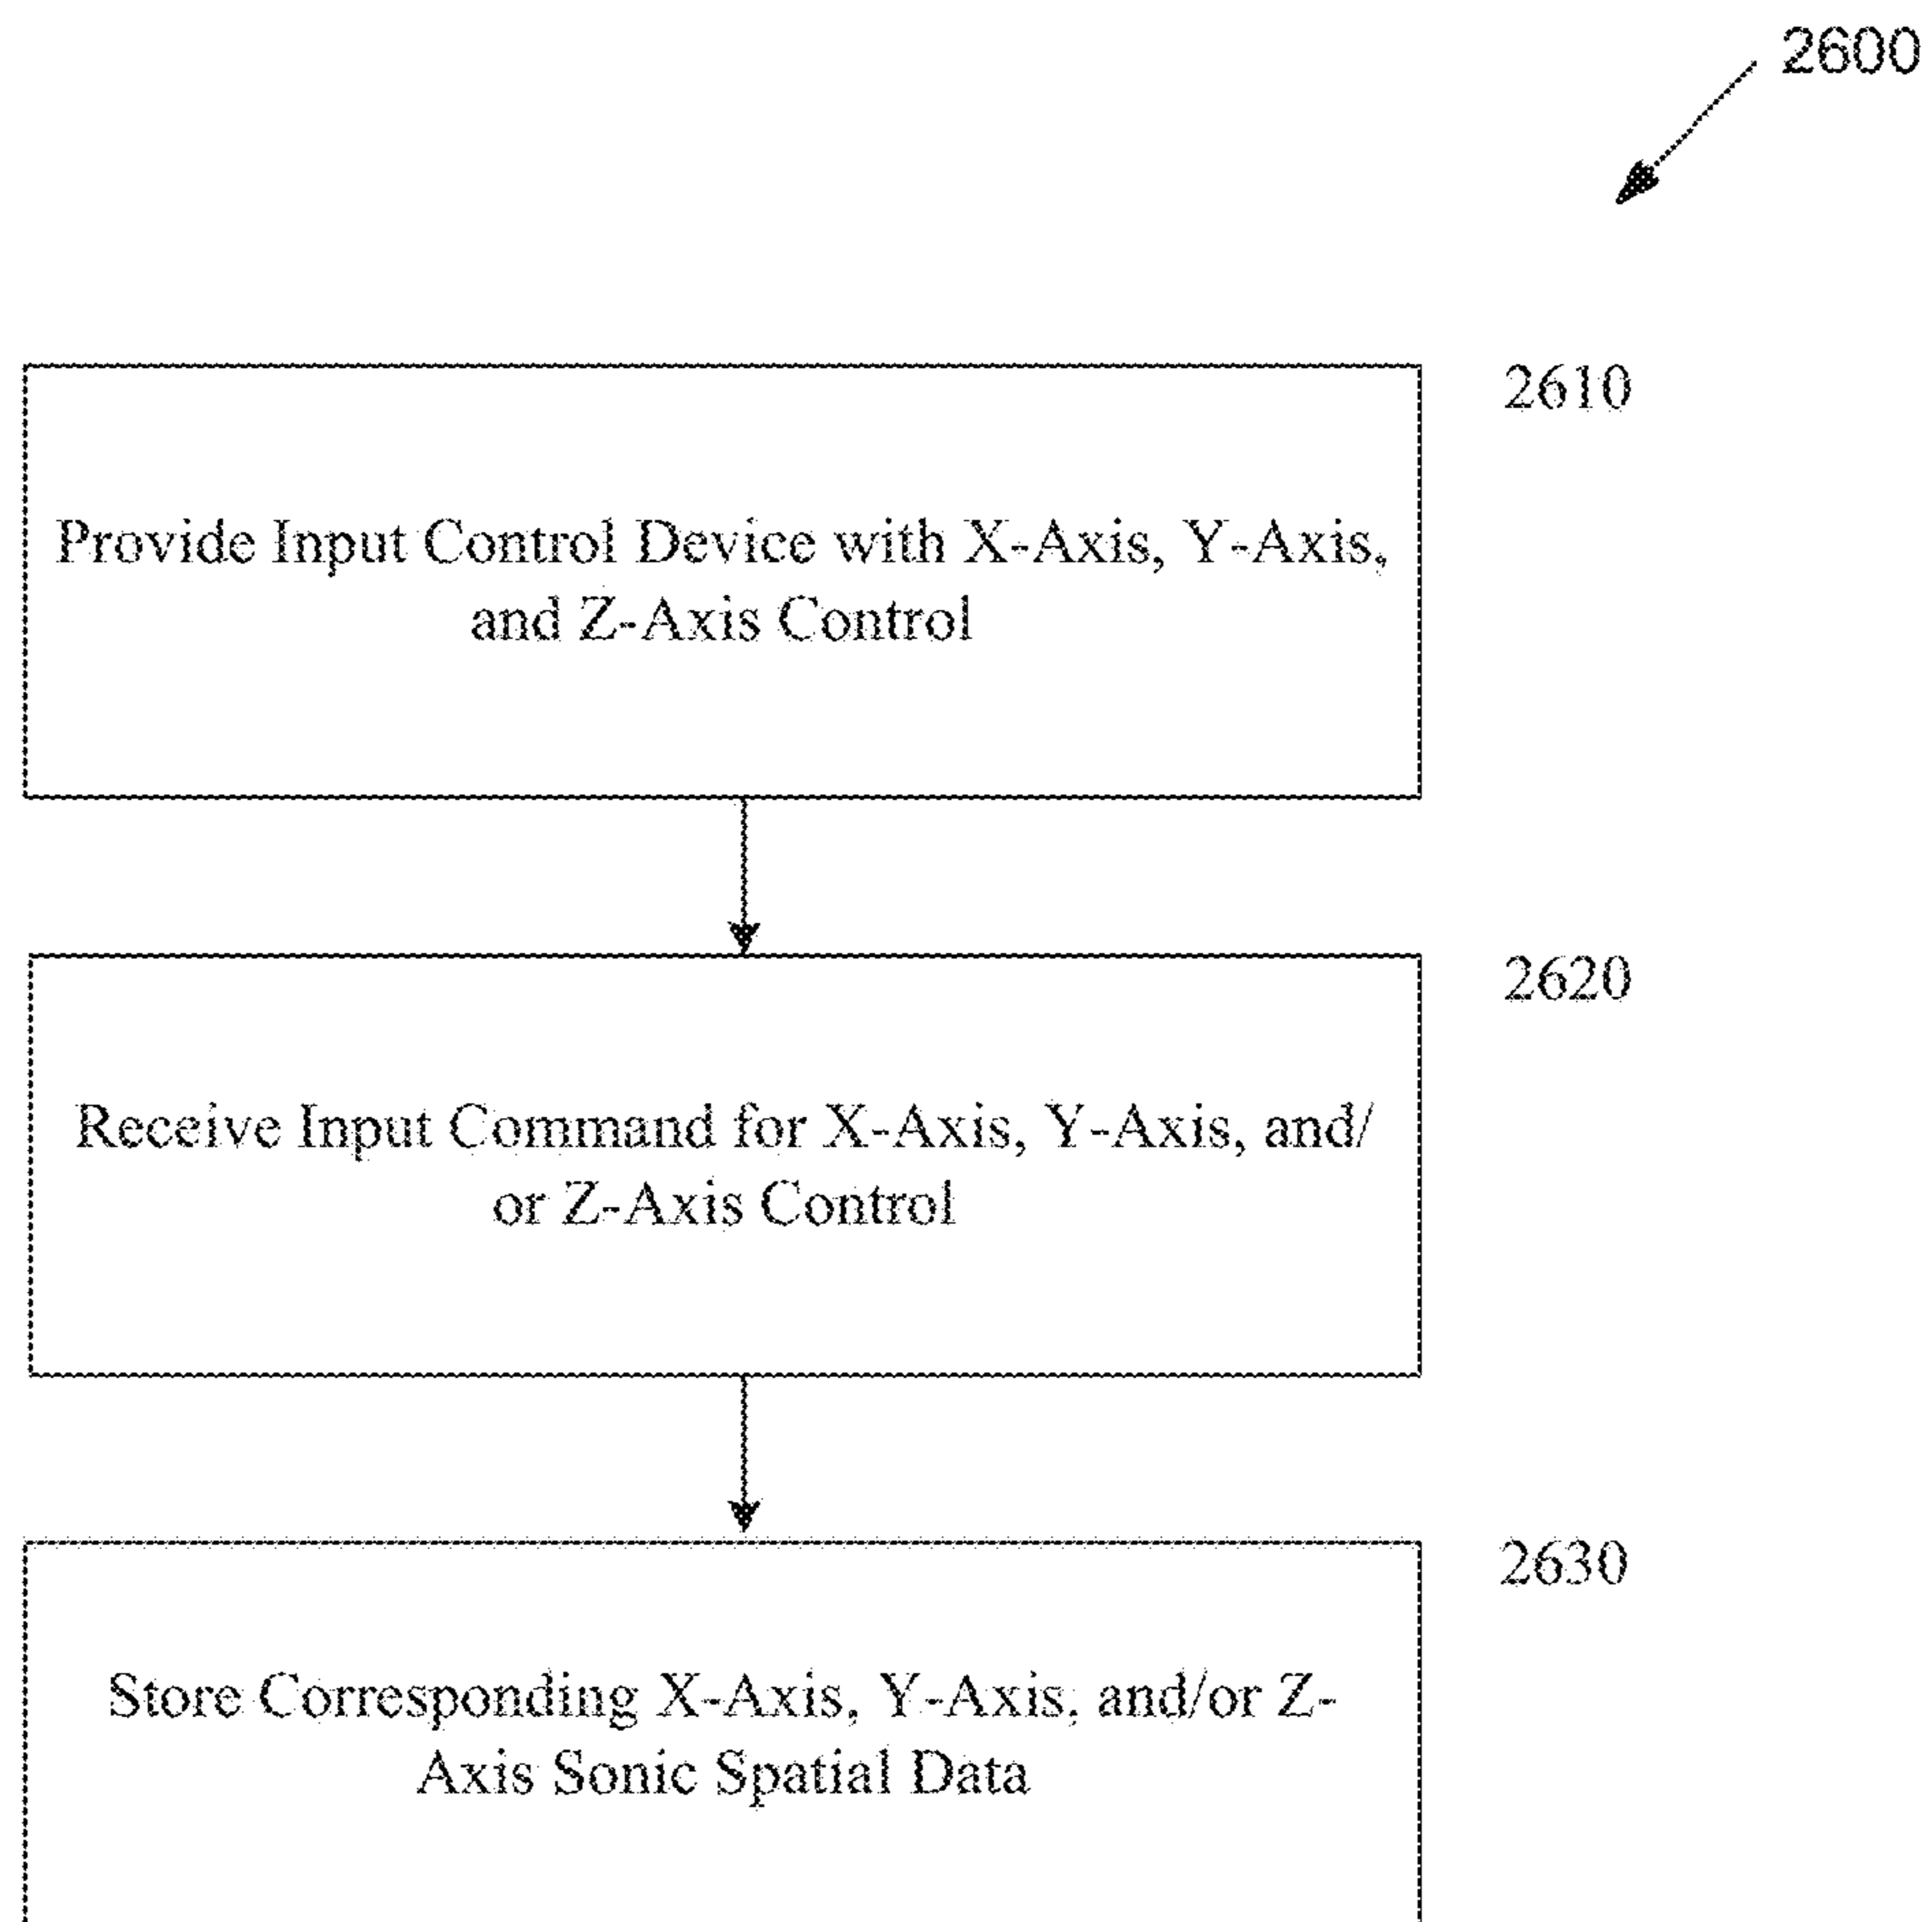 2600
2610
Provide Input Control Device with X-Axis, Y-Axis,
and Z-Axis Control
2620
Receive Input Command for X-Axis, Y-Axis, and/
or Z-Axis Control
2630
Store Corresponding X-Axis, Y-Axis, and/or Z-
Axis Sonic Spatial Data